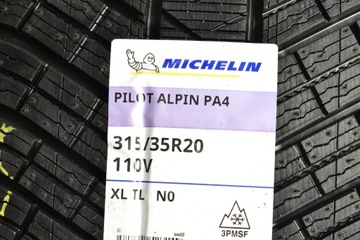 MICHELIN
PILOT ALPIN PA4
315/35R20
110V
XL TL N0
3PMSF